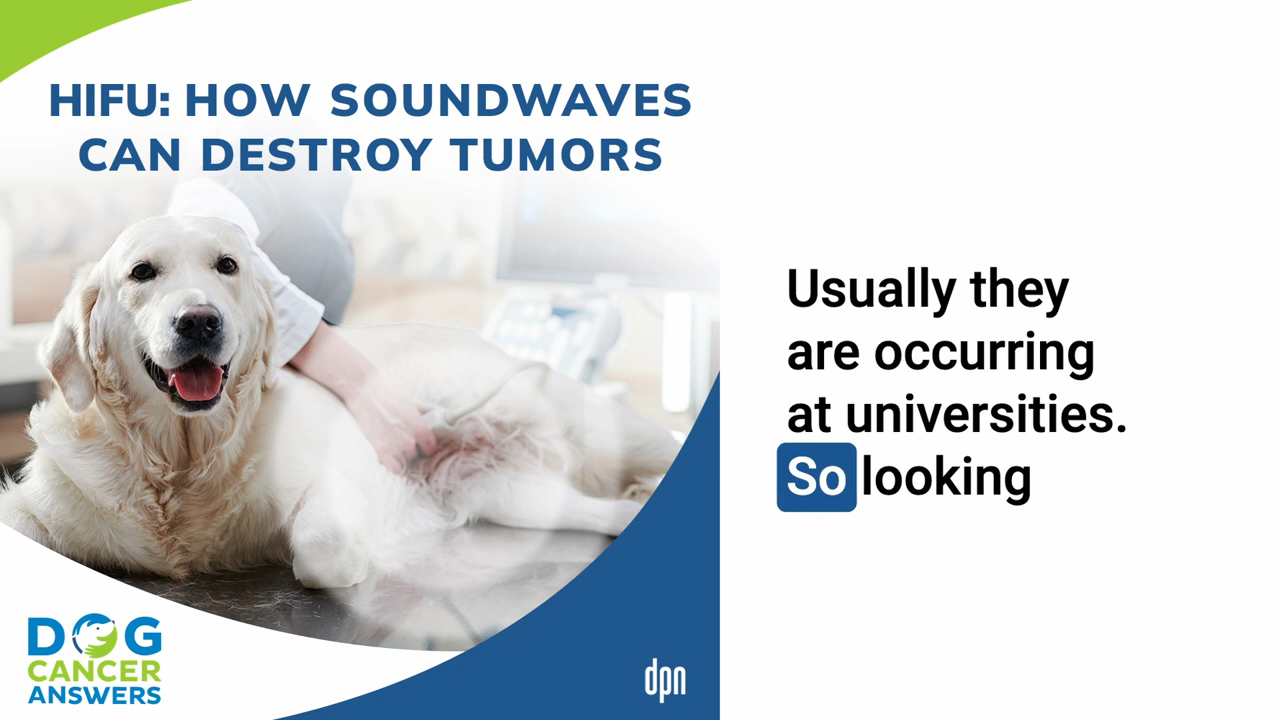 HIFU: HOW SOUNDWAVES
CAN DESTROY TUMORS
Usually they
are occurring
at universities.
So looking
DOG
CANCER
ANSWERS
dpn